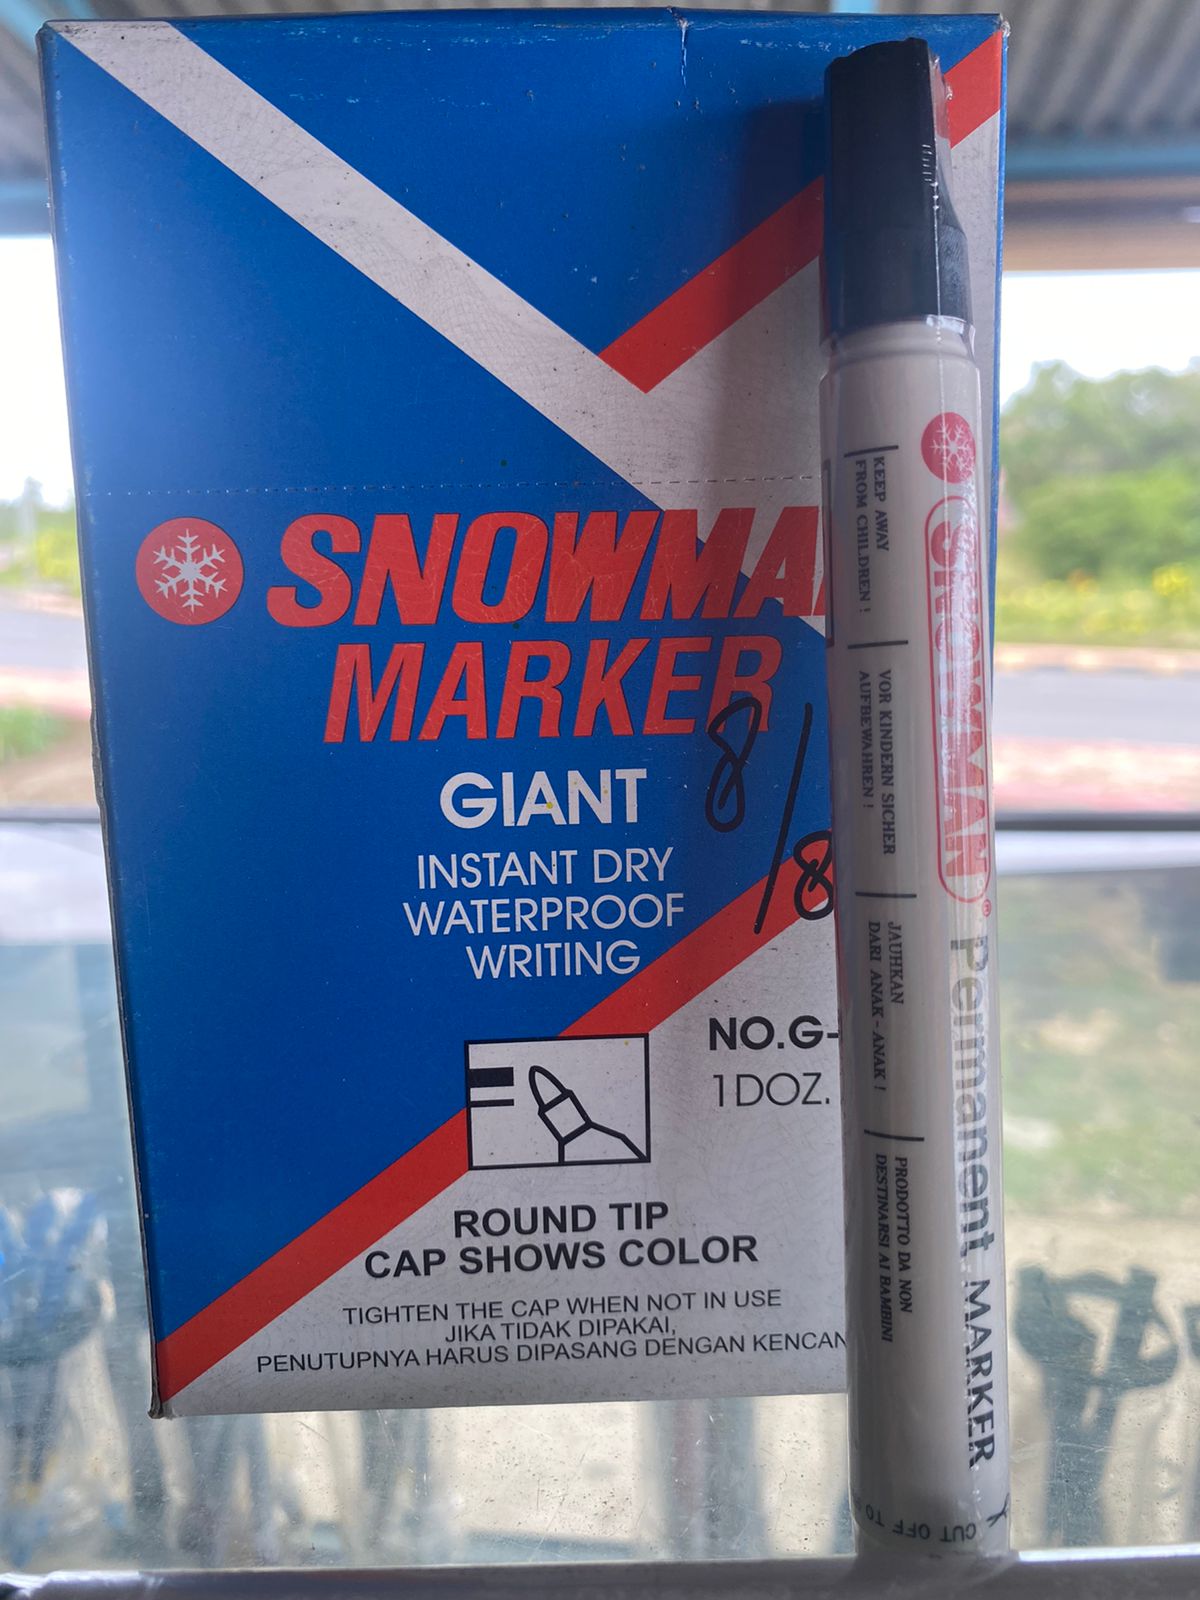 SNOWMA
MARKER
8/8
GIANT
INSTANT DRY
WATERPROOF
WRITING
NO.G-
1DOZ.
ROUND TIP
CAP SHOWS COLOR
TIGHTEN THE CAP WHEN NOT IN USE
JIKA TIDAK DIPAKAI,
PENUTUPNYA HARUS DIPASANG DENGAN KENCAN
SNOWMAN® Permanent MARKER
KEEP AWAY
FROM CHILDREN !
VOR KINDERN SICHER
AUFBEWAHREN !
JAUHKAN
DARI ANAK-ANAK !
PRODOTTO DA NON
DESTINARSI AI BAMBINI
CUT OFF TO